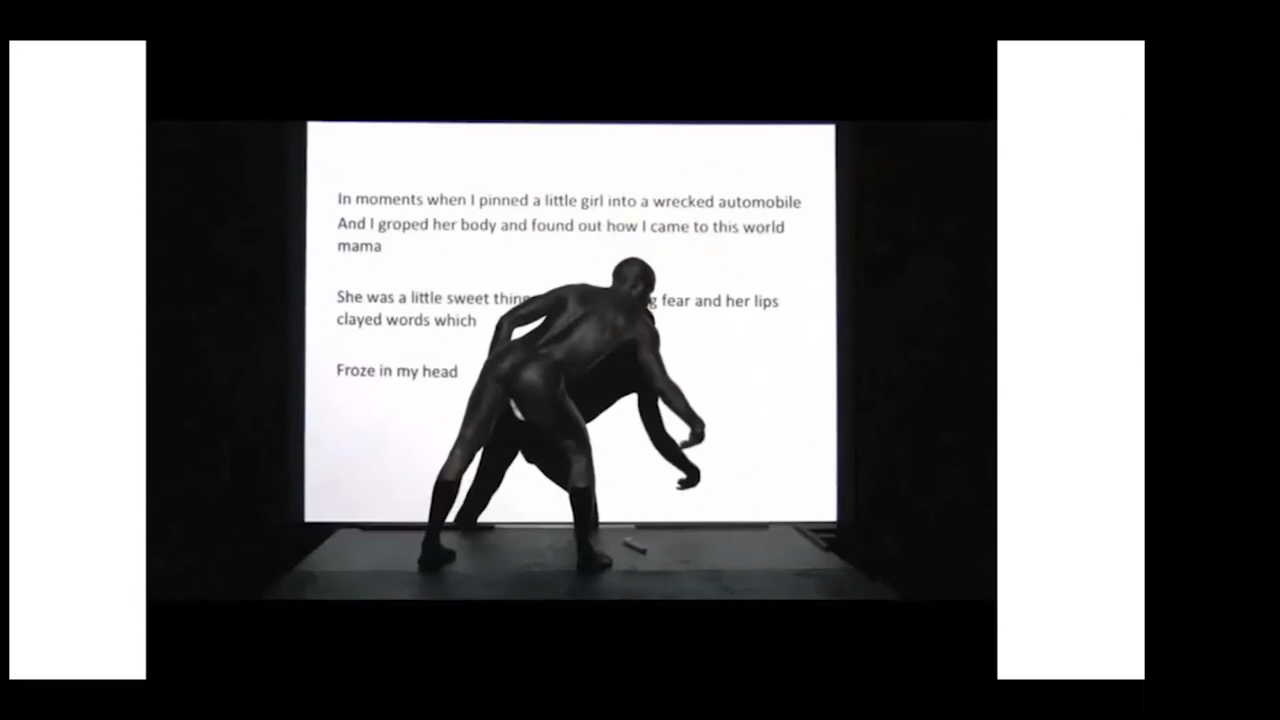 In moments when I pinned a little girl into a wrecked automobile
And I groped her body and found out how I came to this world
mama
She was a little sweet thing fear and her lips
clayed words which
Froze in my head